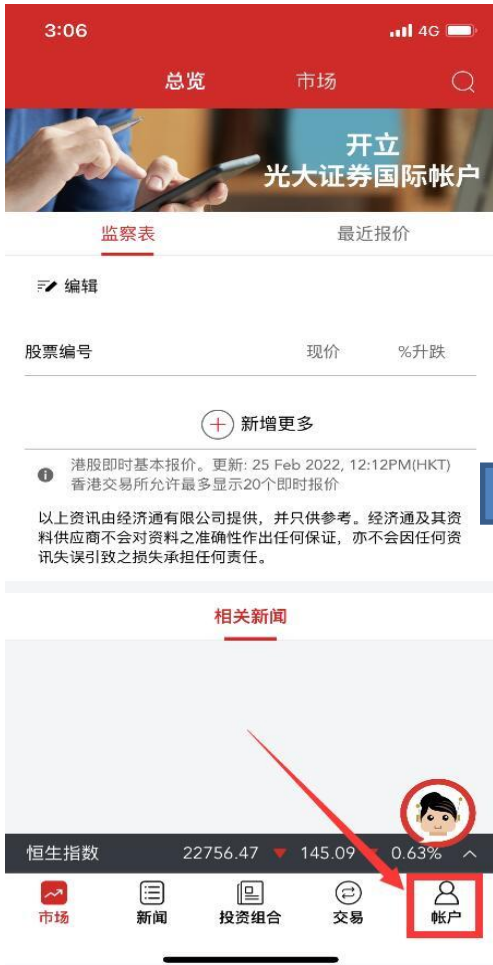 3:06 4G
总览 市场
开立
光大证券国际帐户
监察表 最近报价
编辑
股票编号 现价 %升跌
新增更多
港股即时基本报价。更新: 25 Feb 2022, 12:12PM(HKT)
香港交易所允许最多显示20个即时报价
以上资讯由经济通有限公司提供，并只供参考。经济通及其资
料供应商不会对资料之准确性作出任何保证，亦不会因任何资
讯失误引致之损失承担任何责任。
相关新闻
恒生指数 22756.47 ▼ 145.09 ▼ 0.63%
市场 新闻 投资组合 交易 帐户